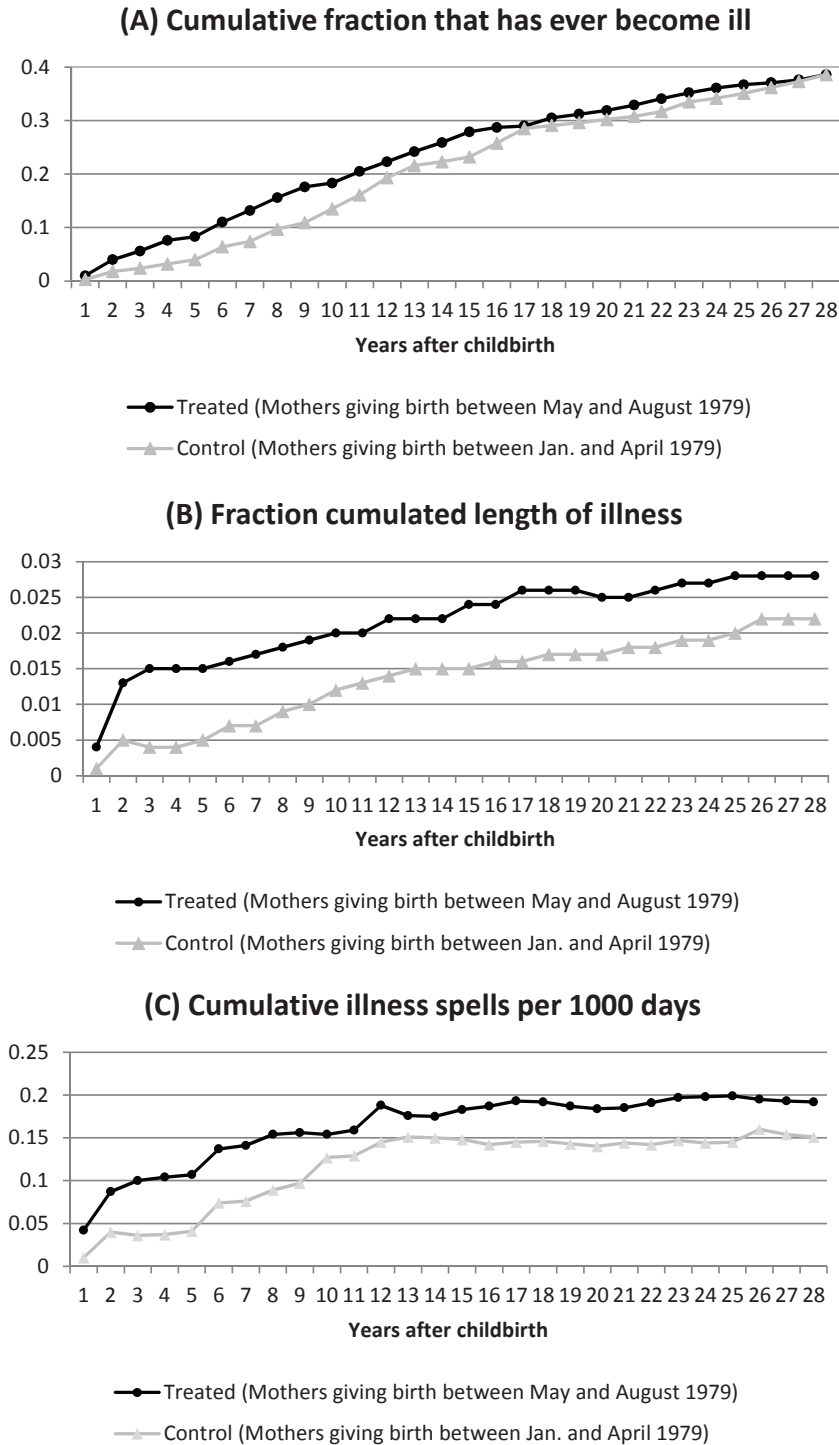 (A) Cumulative fraction that has ever become ill
0.4
0.3
0.2
0.1
0
1 2 3 4 5 6 7 8 9 10 11 12 13 14 15 16 17 18 19 20 21 22 23 24 25 26 27 28
Years after childbirth
Treated (Mothers giving birth between May and August 1979)
Control (Mothers giving birth between Jan. and April 1979)
(B) Fraction cumulated length of illness
0.03
0.025
0.02
0.015
0.01
0.005
0
1 2 3 4 5 6 7 8 9 10 11 12 13 14 15 16 17 18 19 20 21 22 23 24 25 26 27 28
Years after childbirth
Treated (Mothers giving birth between May and August 1979)
Control (Mothers giving birth between Jan. and April 1979)
(C) Cumulative illness spells per 1000 days
0.25
0.2
0.15
0.1
0.05
0
1 2 3 4 5 6 7 8 9 10 11 12 13 14 15 16 17 18 19 20 21 22 23 24 25 26 27 28
Years after childbirth
Treated (Mothers giving birth between May and August 1979)
Control (Mothers giving birth between Jan. and April 1979)